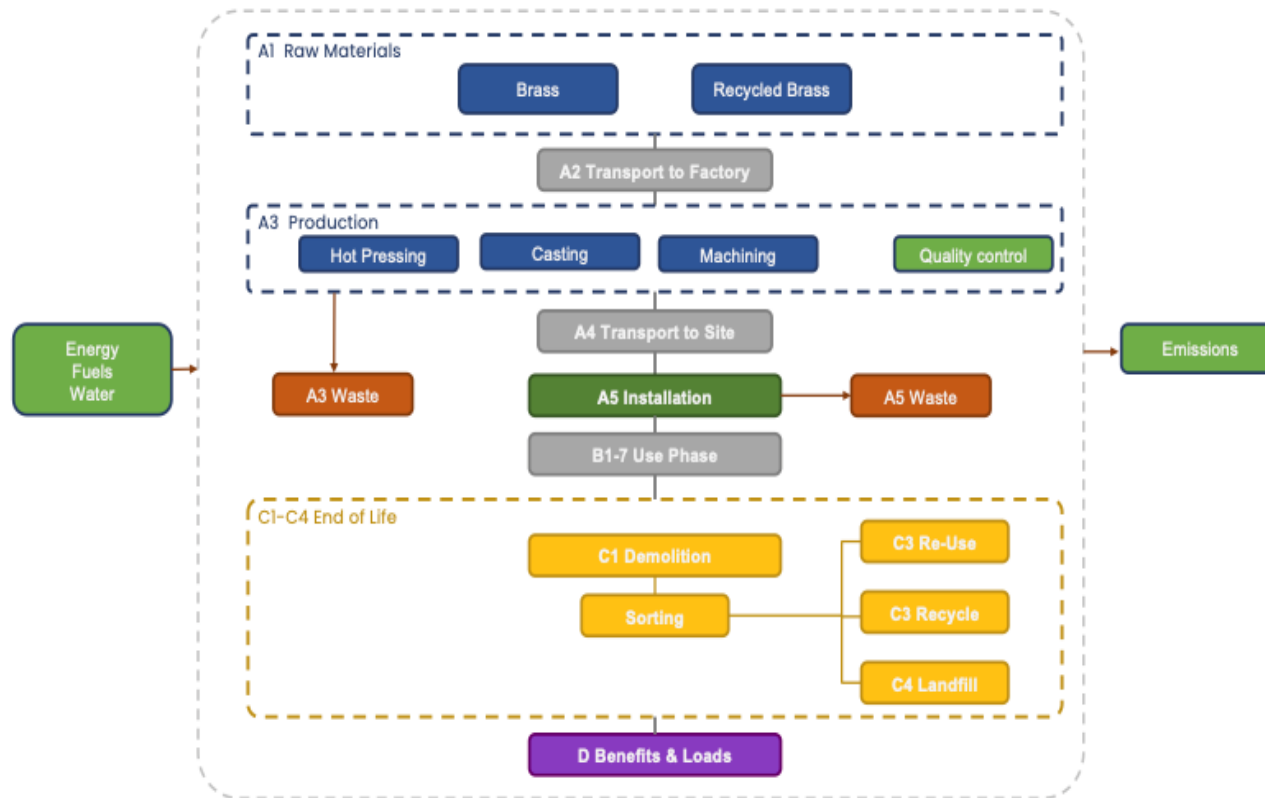 A1 Raw Materials
Brass
Recycled Brass
A2 Transport to Factory
A3 Production
Hot Pressing
Casting
Machining
Quality control
A4 Transport to Site
Energy
Fuels
Water
Emissions
A3 Waste
A5 Installation
A5 Waste
B1-7 Use Phase
C1-C4 End of Life
C1 Demolition
C3 Re-Use
Sorting
C3 Recycle
C4 Landfill
D Benefits & Loads